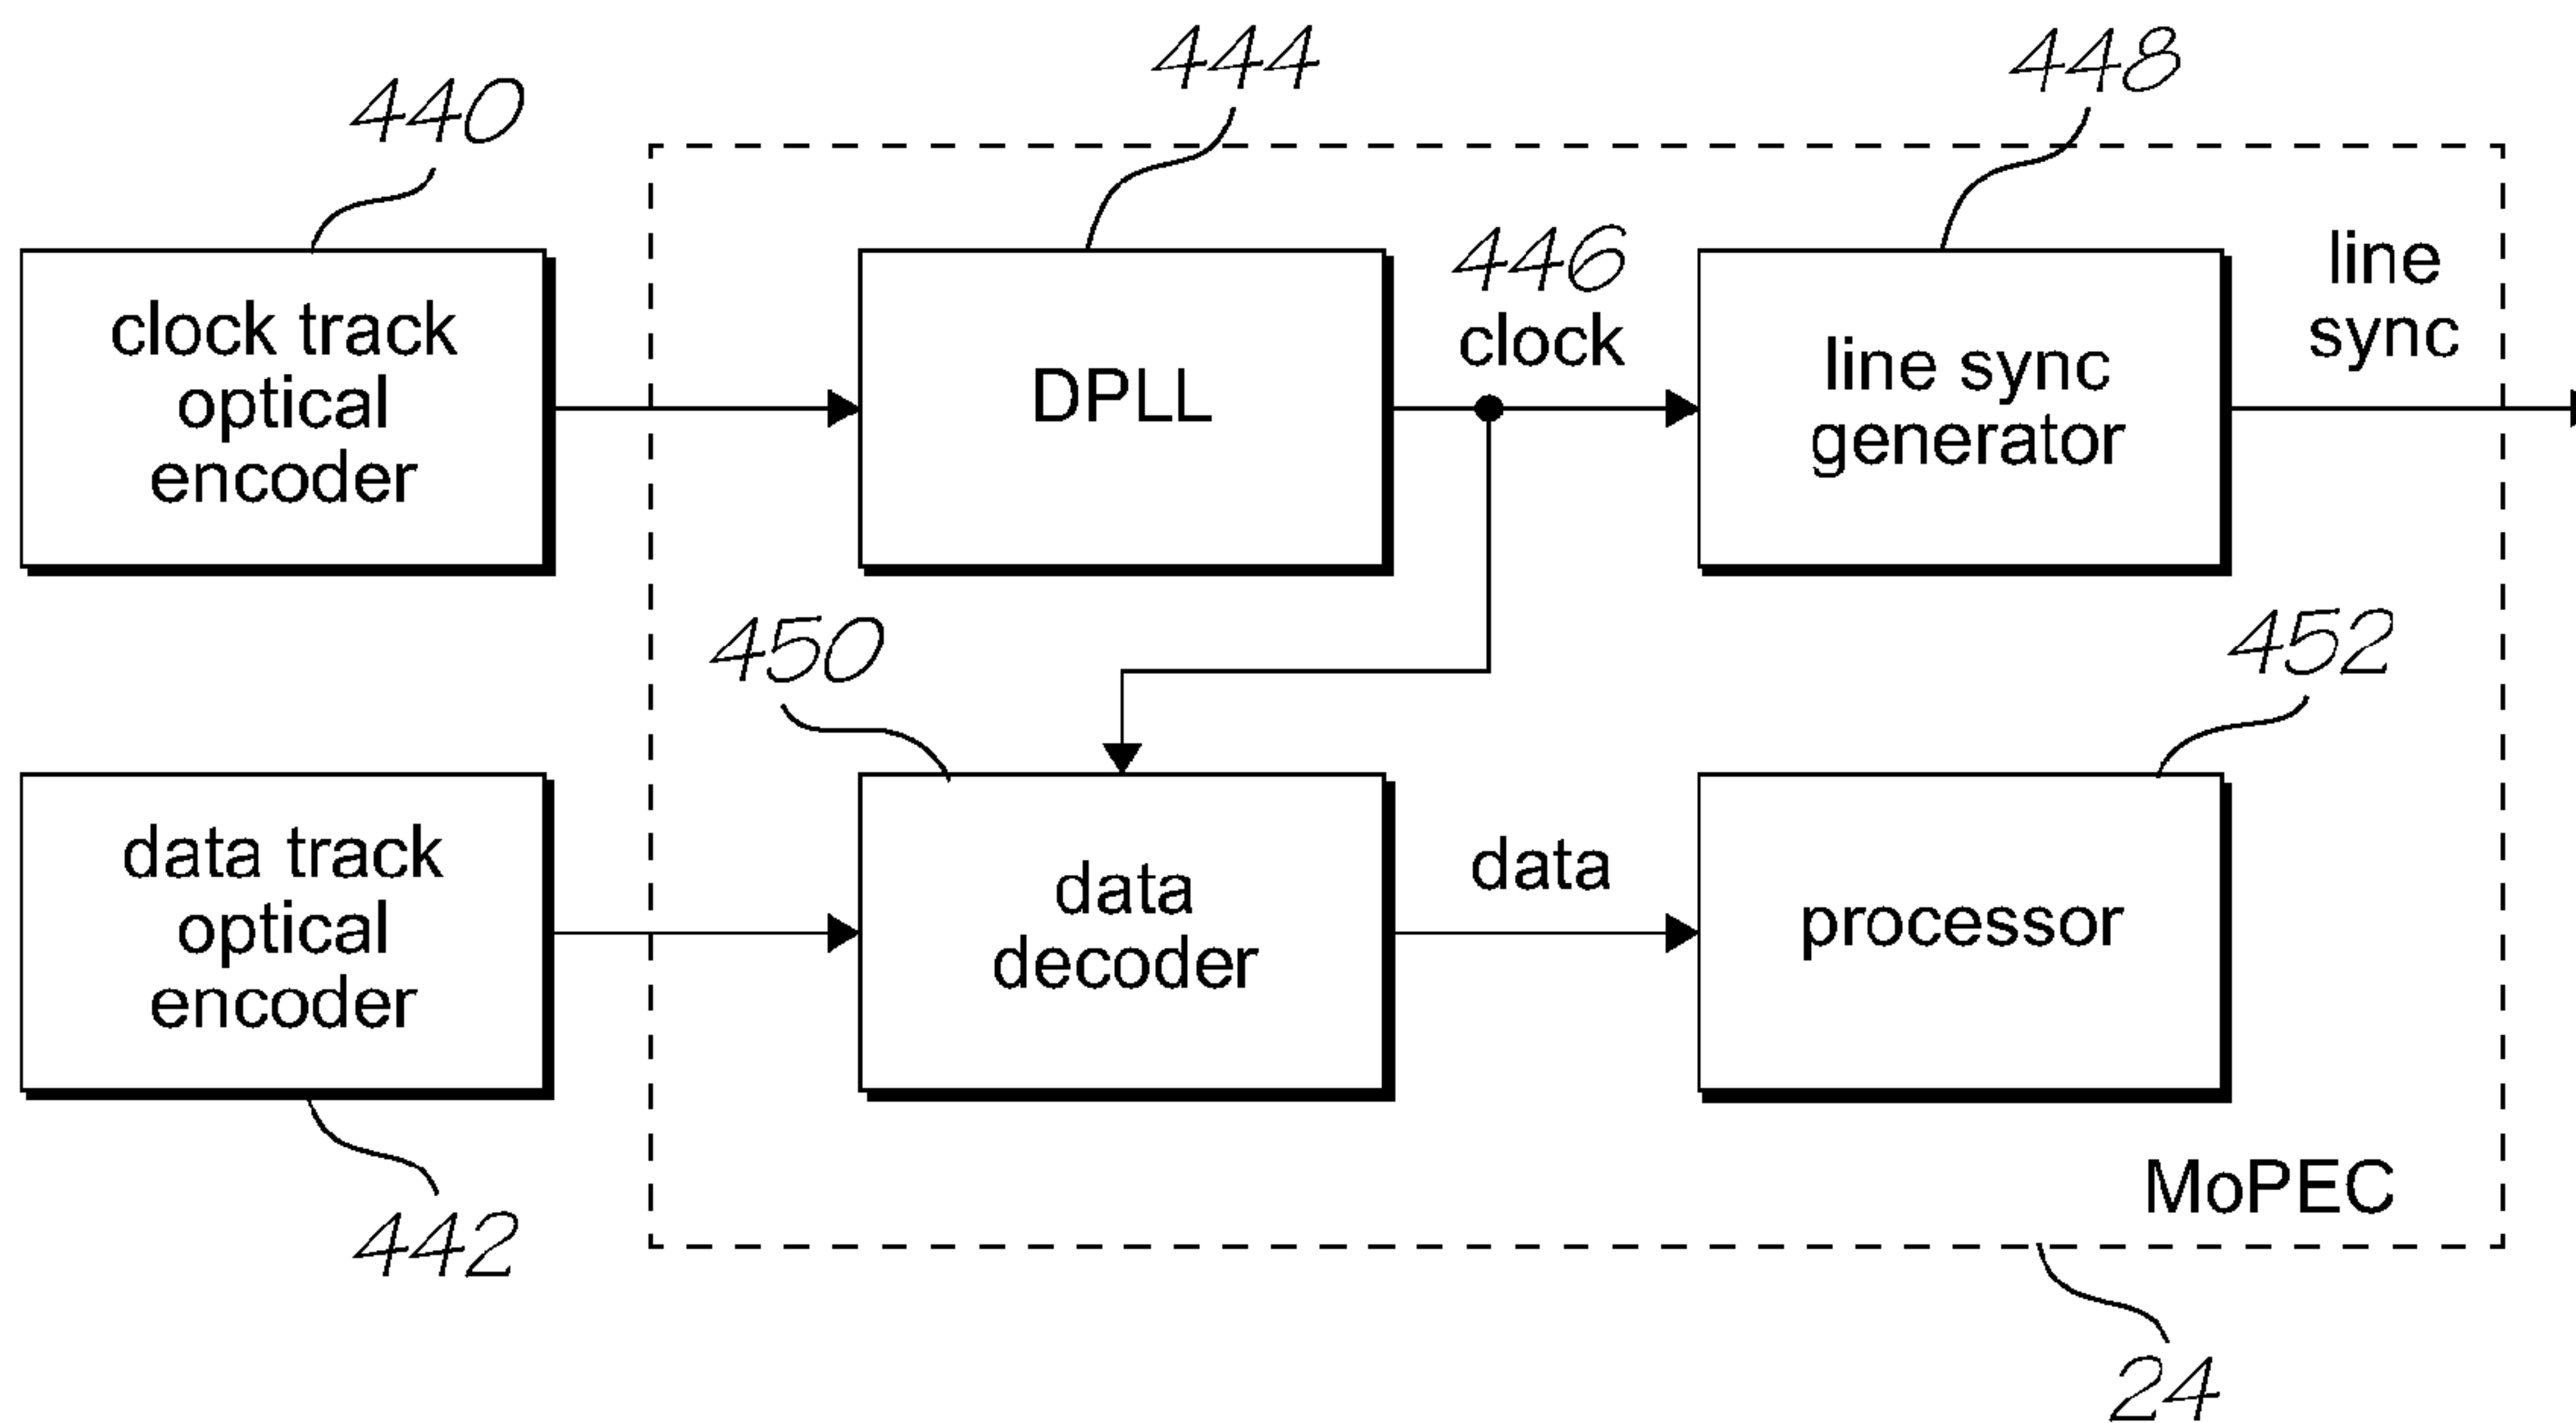 444
448
440
446
clock
line
sync
clock track
optical
encoder
DPLL
line sync
generator
450
452
data track
optical
encoder
data
decoder
data
processor
MoPEC
442
24